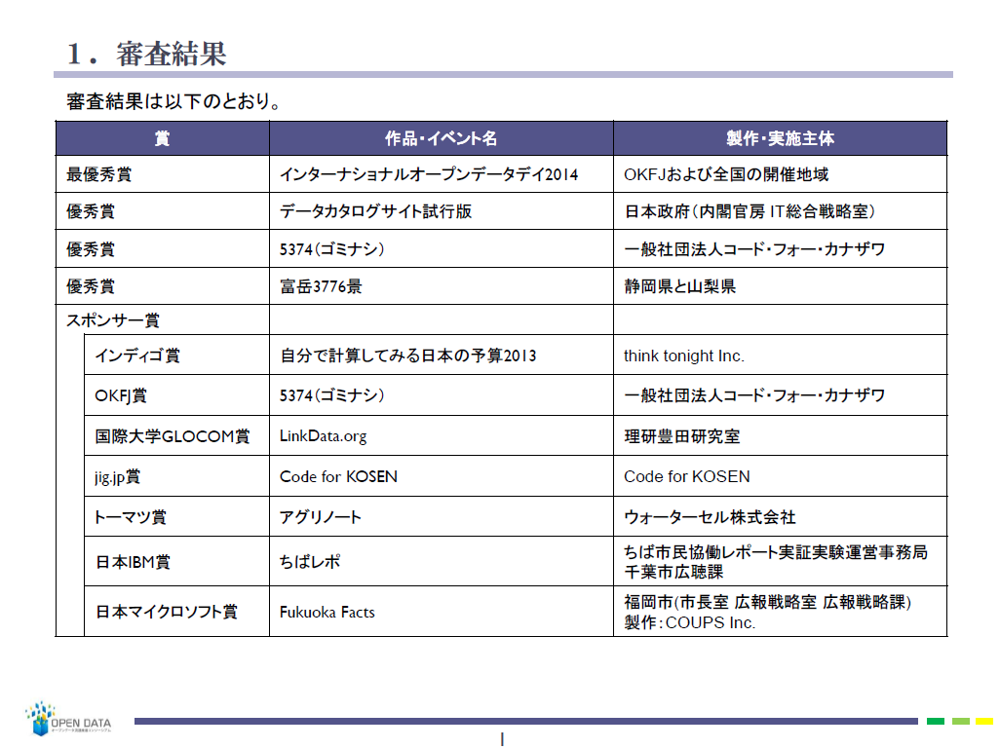 １．審査結果
審査結果は以下のとおり。
賞 作品・イベント名 製作・実施主体
最優秀賞 インターナショナルオープンデータデイ2014 OKFJおよび全国の開催地域
優秀賞 データカタログサイト試行版 日本政府（内閣官房 IT総合戦略室）
優秀賞 5374（ゴミナシ） 一般社団法人コード・フォー・カナザワ
優秀賞 富岳3776景 静岡県と山梨県
スポンサー賞
インディゴ賞 自分で計算してみる日本の予算2013 think tonight Inc.
OKFJ賞 5374（ゴミナシ） 一般社団法人コード・フォー・カナザワ
国際大学GLOCOM賞 LinkData.org 理研豊田研究室
jig.jp賞 Code for KOSEN Code for KOSEN
トーマツ賞 アグリノート ウォーターセル株式会社
日本IBM賞 ちばレポ ちば市民協働レポート実証実験運営事務局
千葉市広聴課
日本マイクロソフト賞 Fukuoka Facts 福岡市(市長室 広報戦略室 広報戦略課)
製作：COUPS Inc.
OPEN DATA
1